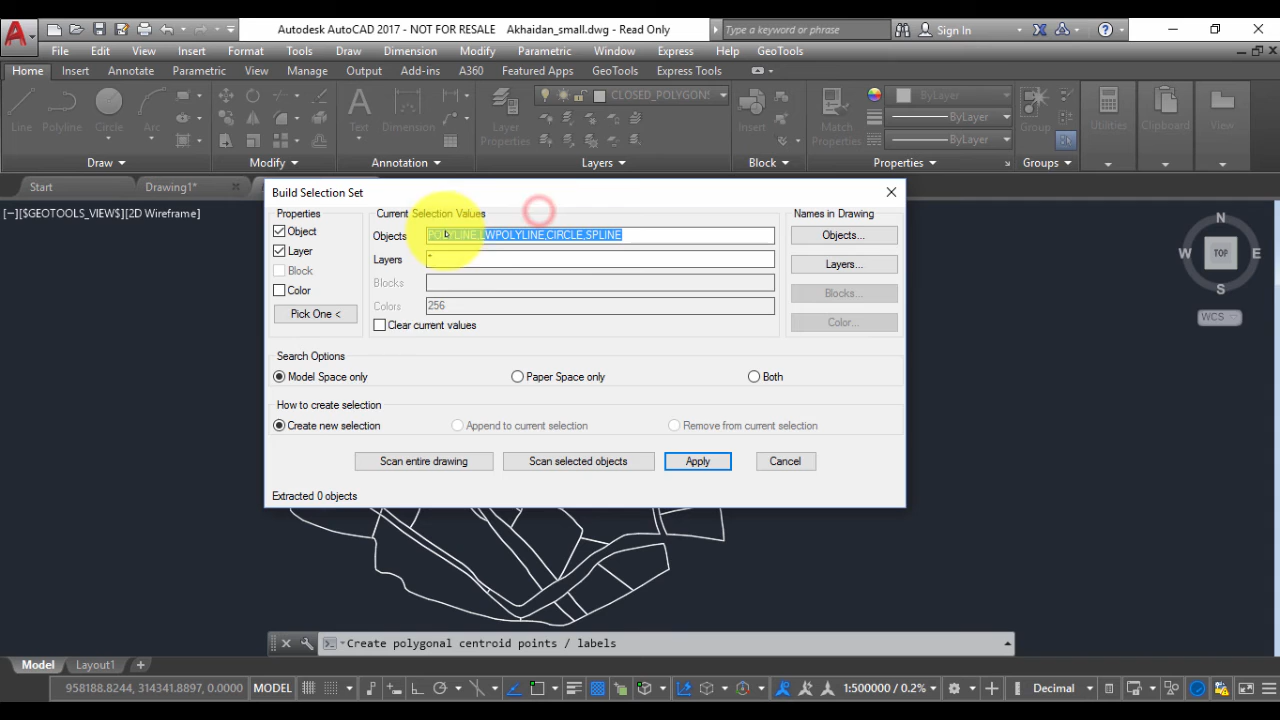 Autodesk AutoCAD 2017 - NOT FOR RESALE Akhaidan_small.dwg - Read Only
Type a keyword or phrase
Sign In
File Edit View Insert Format Tools Draw Dimension Modify Parametric Window Express Help GeoTools
Home Insert Annotate Parametric View Manage Output Add-ins A360 Featured Apps GeoTools Express Tools
CLOSED_POLYGON
ByLayer
ByLayer
ByLayer
Line Polyline Circle Arc Text Dimension Layer Properties Insert Match Properties Group Utilities Clipboard View
Draw Modify Annotation Layers Block Properties Groups
Start Drawing1*
[−][$GEOTOOLS_VIEW$][2D Wireframe]
Build Selection Set
Properties
Object
Layer
Block
Color
Pick One <
Current Selection Values
Objects POLYLINE,LWPOLYLINE,CIRCLE,SPLINE
Layers *
Blocks
Colors 256
Clear current values
Names in Drawing
Objects...
Layers...
Blocks...
Color...
Search Options
Model Space only Paper Space only Both
How to create selection
Create new selection Append to current selection Remove from current selection
Scan entire drawing Scan selected objects Apply Cancel
Extracted 0 objects
N
W TOP E
S
WCS
Create polygonal centroid points / labels
Model Layout1
958188.8244, 314341.8897, 0.0000 MODEL 1:500000 / 0.2% Decimal